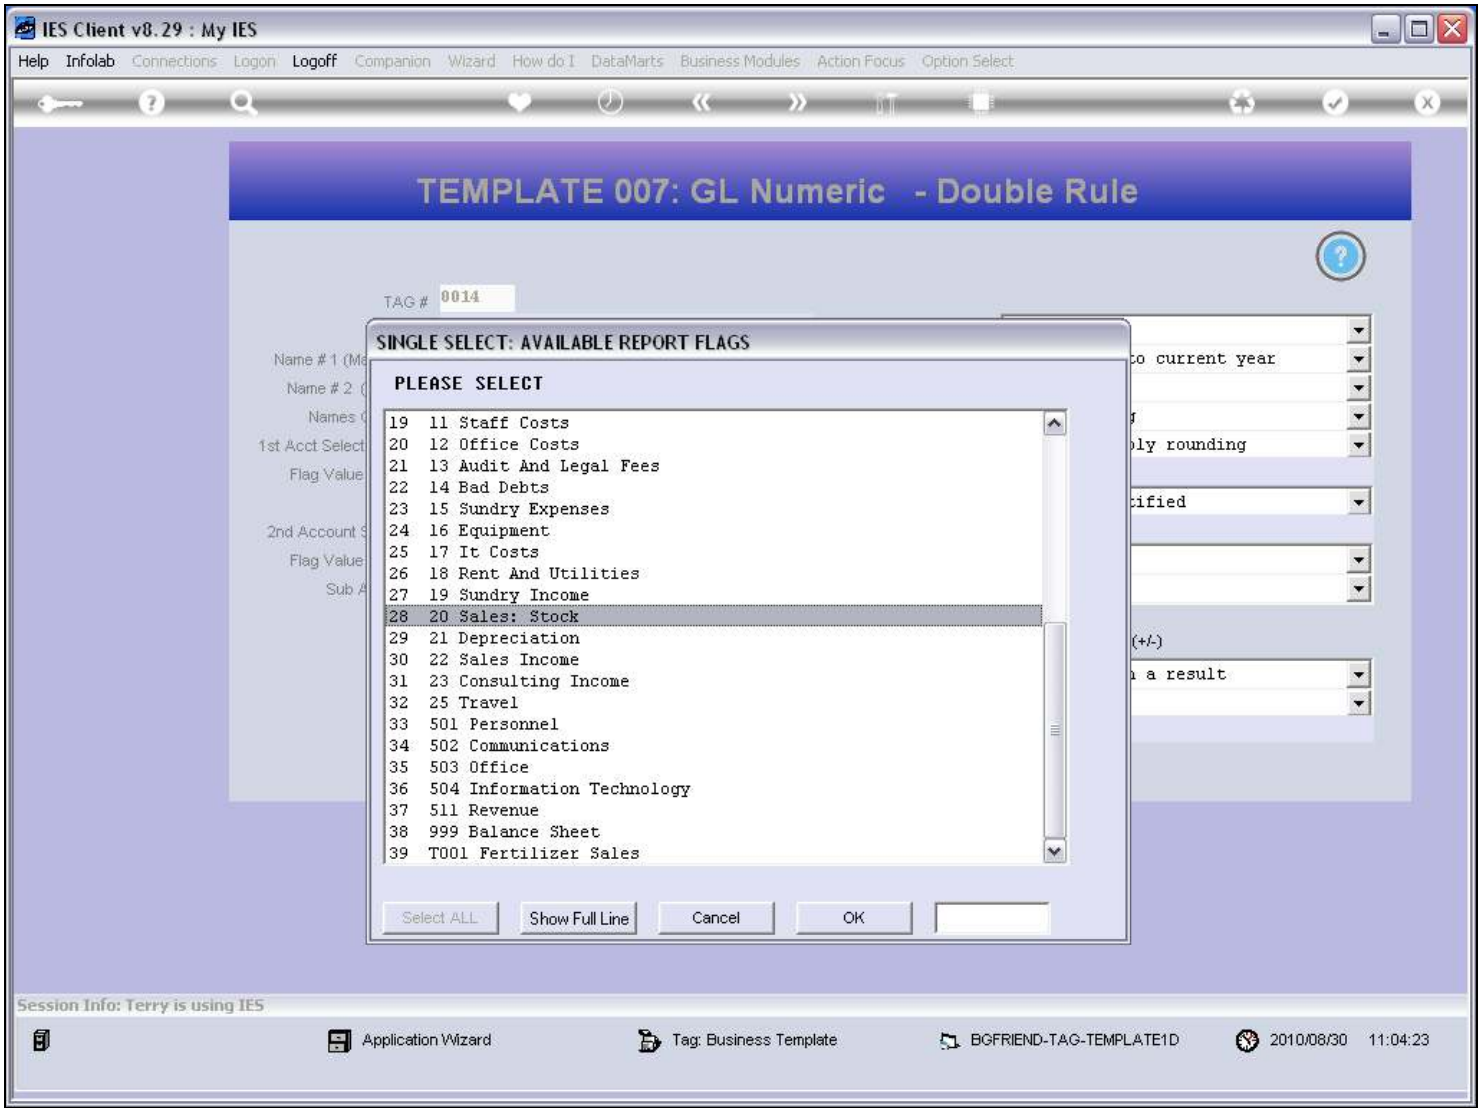 IES Client v8.29 : My IES
Help Infolab Connections Logon Logoff Companion Wizard How do I DataMarts Business Modules Action Focus Option Select
TEMPLATE 007: GL Numeric - Double Rule
TAG # 0014
SINGLE SELECT: AVAILABLE REPORT FLAGS
PLEASE SELECT
Name # 1
Name # 2
Names
1st Acct Select
Flag Value
2nd Account
Flag Value
Sub
19 11 Staff Costs
20 12 Office Costs
21 13 Audit And Legal Fees
22 14 Bad Debts
23 15 Sundry Expenses
24 16 Equipment
25 17 It Costs
26 18 Rent And Utilities
27 19 Sundry Income
28 20 Sales: Stock
29 21 Depreciation
30 22 Sales Income
31 23 Consulting Income
32 25 Travel
33 501 Personnel
34 502 Communications
35 503 Office
36 504 Information Technology
37 511 Revenue
38 999 Balance Sheet
39 T001 Fertilizer Sales
current year
rounding
(+/-)
a result
Select ALL Show Full Line Cancel OK
Session Info: Terry is using IES
Application Wizard Tag: Business Template BGFRIEND-TAG-TEMPLATE1D 2010/08/30 11:04:23